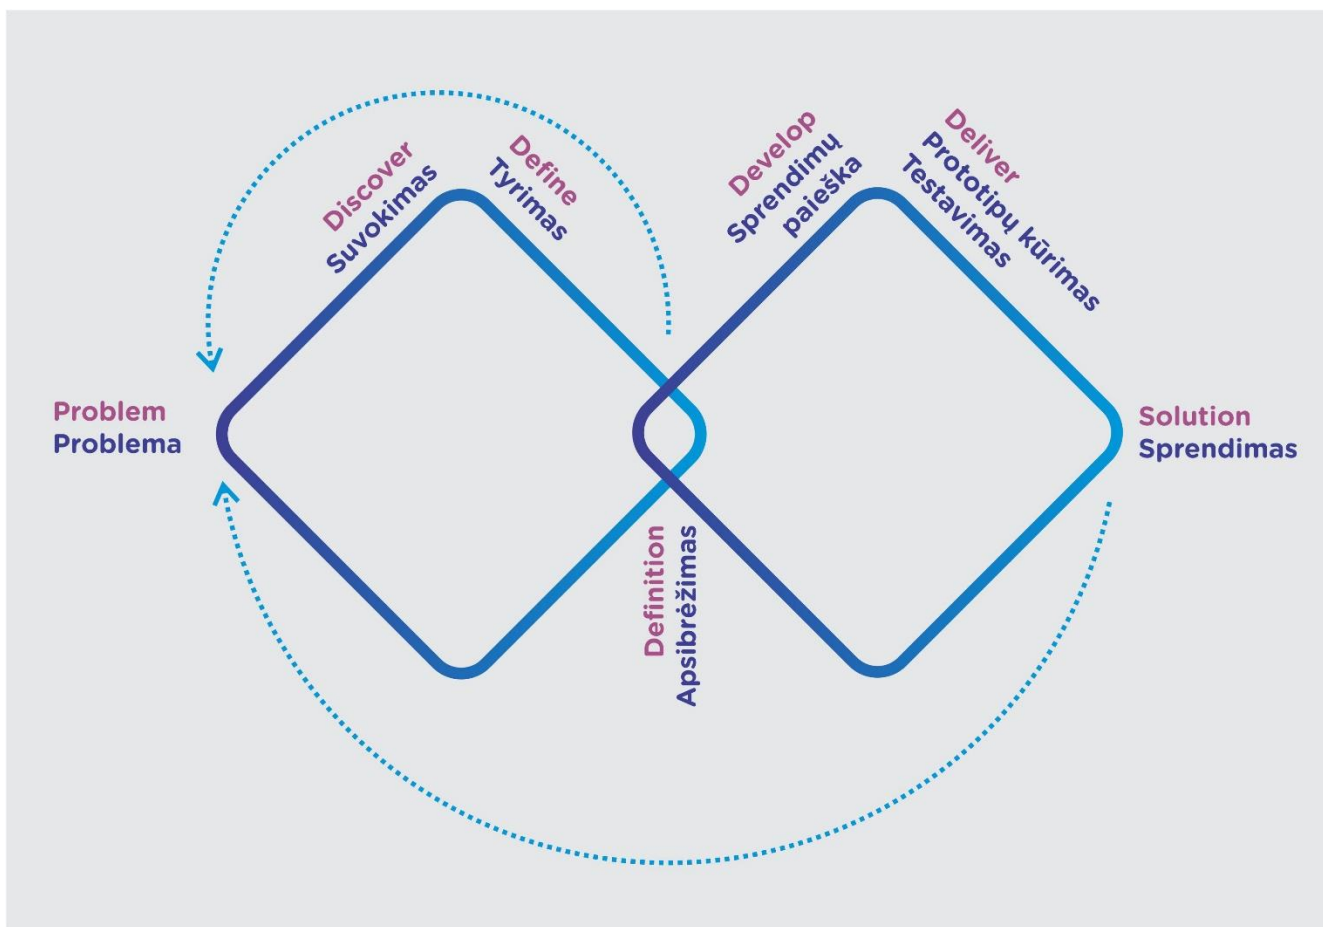 Discover
Suvokimas
Define
Tyrimas
Develop
Sprendimų
paieška
Deliver
Prototipų kūrimas
Testavimas
Problem
Problema
Solution
Sprendimas
Definition
Apsibrėžimas